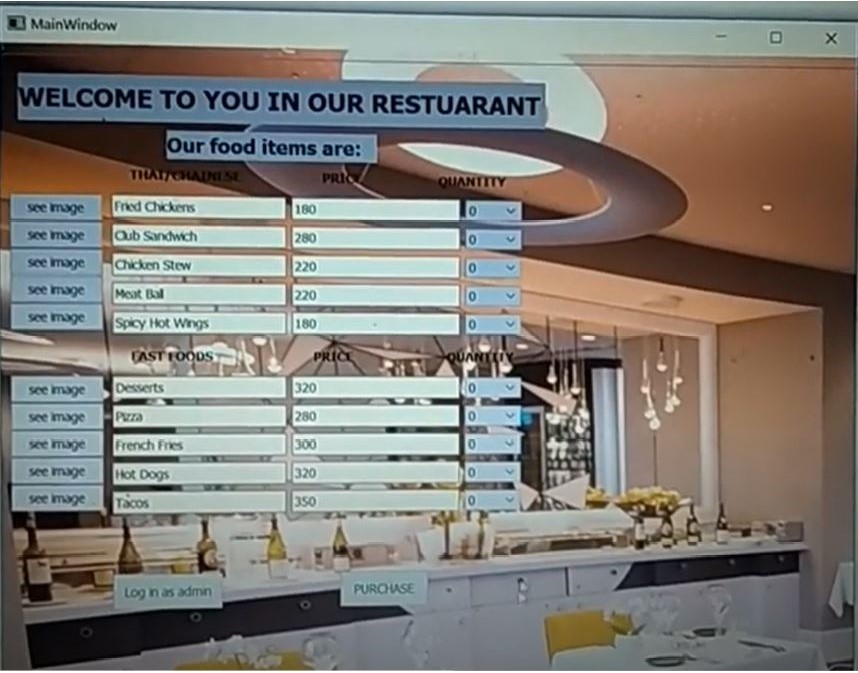 MainWindow
WELCOME TO YOU IN OUR RESTUARANT
Our food items are:
THAI/CHAINESE PRICE QUANTITY
see image Fried Chickens 180 0
see image Club Sandwich 280 0
see image Chicken Stew 220 0
see image Meat Ball 220 0
see image Spicy Hot Wings 180 0
FAST FOODS PRICE QUANTITY
see image Desserts 320 0
see image Pizza 280 0
see image French Fries 300 0
see image Hot Dogs 320 0
see image Tacos 350 0
Log in as admin PURCHASE